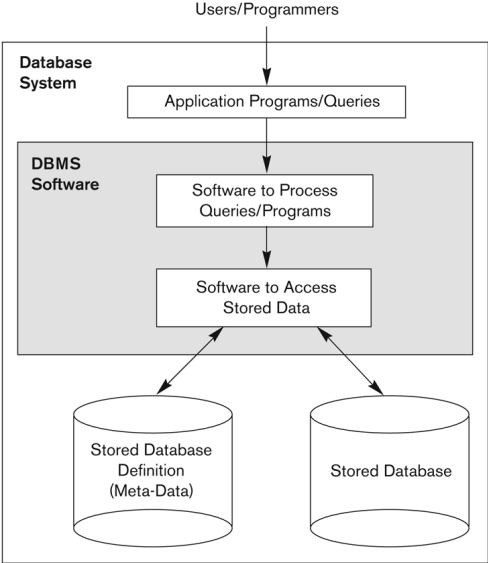 Users/Programmers
Database
System
Application Programs/Queries
DBMS
Software
Software to Process
Queries/Programs
Software to Access
Stored Data
Stored Database
Definition
(Meta-Data)
Stored Database